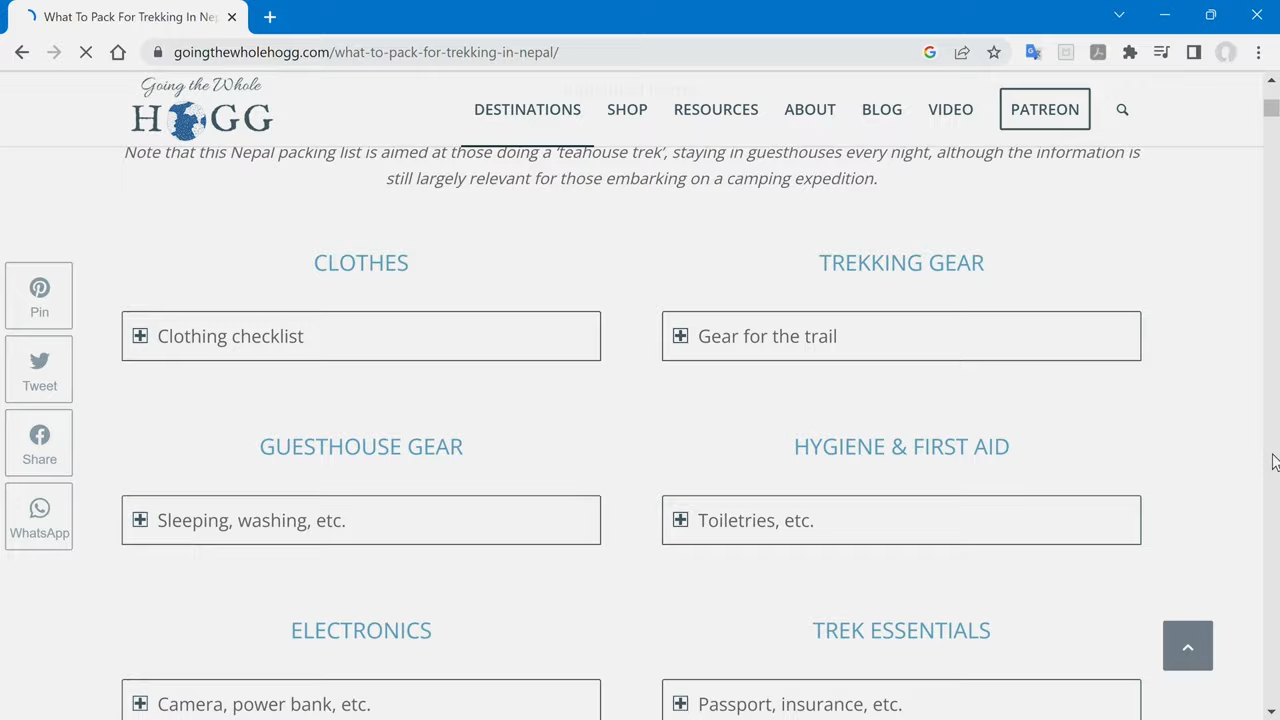 What To Pack For Trekking In Ne
goingthewholehogg.com/what-to-pack-for-trekking-in-nepal/
Going the Whole
HOGG
DESTINATIONS
SHOP
RESOURCES
ABOUT
BLOG
VIDEO
PATREON
Note that this Nepal packing list is aimed at those doing a 'teahouse trek', staying in guesthouses every night, although the information is
still largely relevant for those embarking on a camping expedition.
Pin
Tweet
Share
WhatsApp
CLOTHES
Clothing checklist
TREKKING GEAR
Gear for the trail
GUESTHOUSE GEAR
Sleeping, washing, etc.
HYGIENE & FIRST AID
Toiletries, etc.
ELECTRONICS
Camera, power bank, etc.
TREK ESSENTIALS
Passport, insurance, etc.